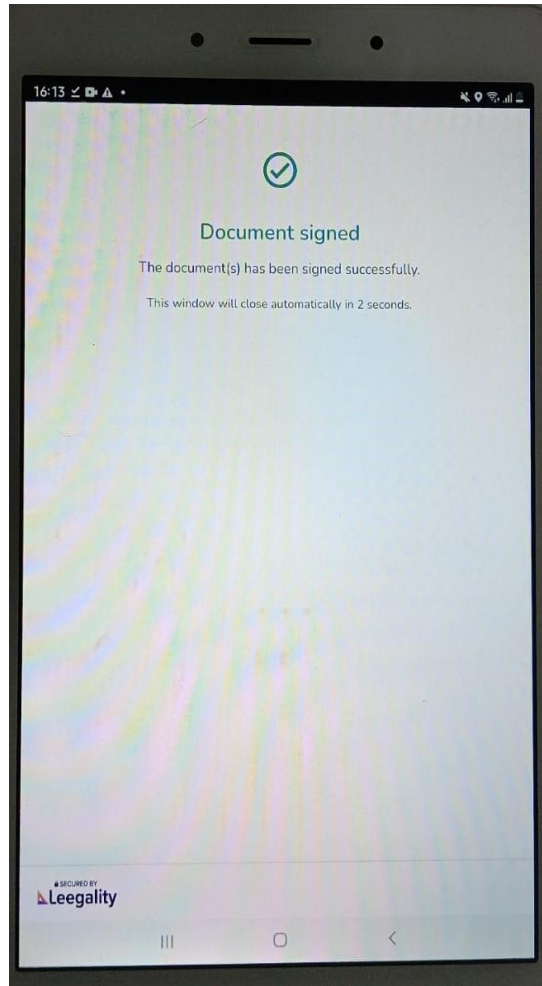 16:13
Document signed
The document(s) has been signed successfully.
This window will close automatically in 2 seconds.
SECURED BY
Leegality